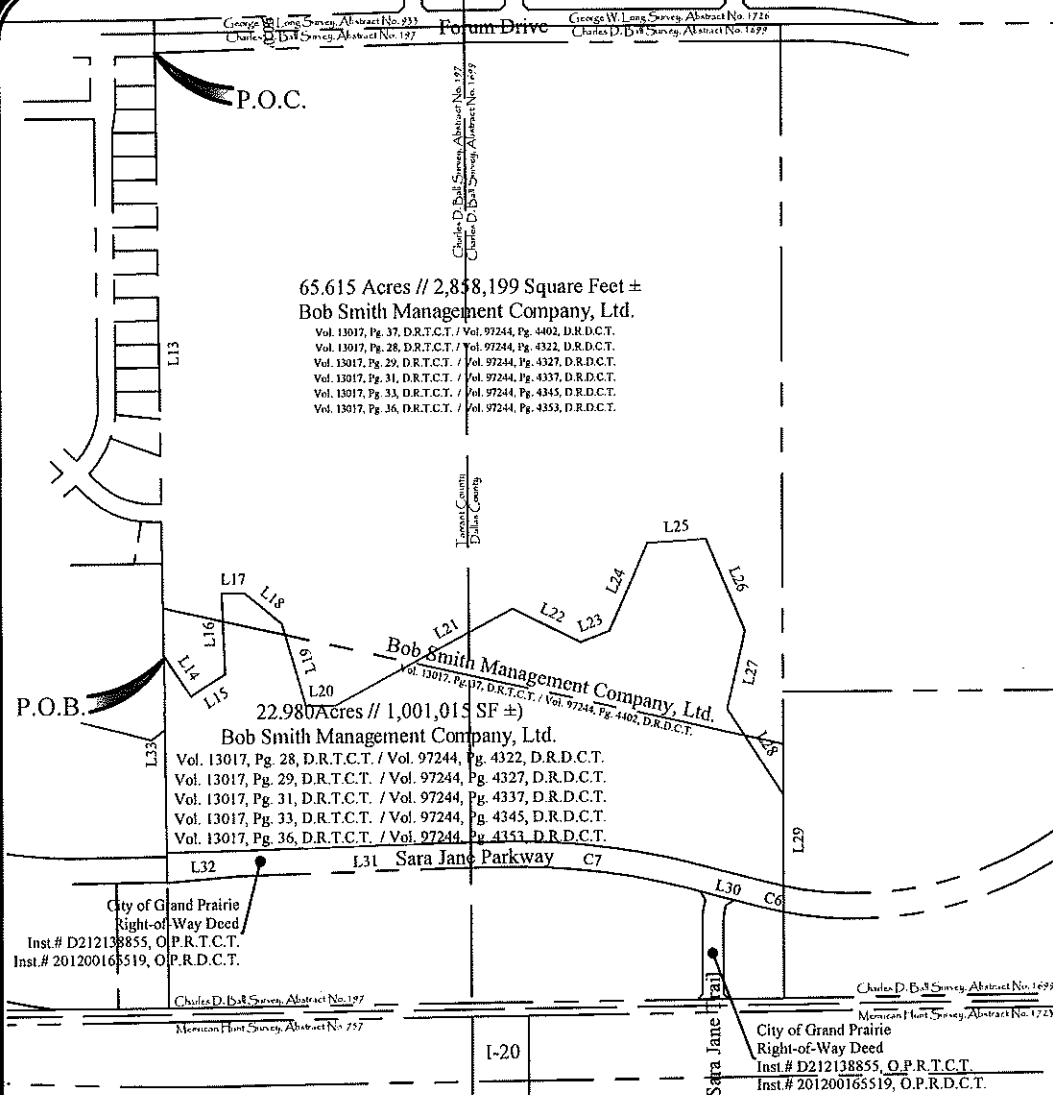 George W. Long Survey, Abstract No. 933
Charles D. Ball Survey, Abstract No. 197
Forum Drive
George W. Long Survey, Abstract No. 1726
Charles D. Ball Survey, Abstract No. 1699
P.O.C.
Charles D. Ball Survey, Abstract No. 197
Charles D. Ball Survey, Abstract No. 1699
65.615 Acres // 2,858,199 Square Feet ±
Bob Smith Management Company, Ltd.
Vol. 13017, Pg. 37, D.R.T.C.T. / Vol. 97244, Pg. 4402, D.R.D.C.T.
Vol. 13017, Pg. 28, D.R.T.C.T. / Vol. 97244, Pg. 4322, D.R.D.C.T.
Vol. 13017, Pg. 29, D.R.T.C.T. / Vol. 97244, Pg. 4327, D.R.D.C.T.
Vol. 13017, Pg. 31, D.R.T.C.T. / Vol. 97244, Pg. 4337, D.R.D.C.T.
Vol. 13017, Pg. 33, D.R.T.C.T. / Vol. 97244, Pg. 4345, D.R.D.C.T.
Vol. 13017, Pg. 36, D.R.T.C.T. / Vol. 97244, Pg. 4353, D.R.D.C.T.
L13
Tarrant County
Dallas County
L25
L24
L26
L17
L18
L16
L21
L22
L23
L19
L14
L15
L20
L27
Bob Smith Management Company, Ltd.
Vol. 13017, Pg. 37, D.R.T.C.T. / Vol. 97244, Pg. 4402, D.R.D.C.T.
P.O.B.
22.980Acres // 1,001,015 SF ±)
Bob Smith Management Company, Ltd.
L28
L33
Vol. 13017, Pg. 28, D.R.T.C.T. / Vol. 97244, Pg. 4322, D.R.D.C.T.
Vol. 13017, Pg. 29, D.R.T.C.T. / Vol. 97244, Pg. 4327, D.R.D.C.T.
Vol. 13017, Pg. 31, D.R.T.C.T. / Vol. 97244, Pg. 4337, D.R.D.C.T.
Vol. 13017, Pg. 33, D.R.T.C.T. / Vol. 97244, Pg. 4345, D.R.D.C.T.
Vol. 13017, Pg. 36, D.R.T.C.T. / Vol. 97244, Pg. 4353, D.R.D.C.T.
L29
L32
L31
Sara Jane Parkway
C7
L30
C6
City of Grand Prairie
Right-of-Way Deed
Inst.# D212138855, O.P.R.T.C.T.
Inst.# 201200165519, O.P.R.D.C.T.
Charles D. Ball Survey, Abstract No. 197
Memucan Hunt Survey, Abstract No. 757
Charles D. Ball Survey, Abstract No. 1699
Memucan Hunt Survey, Abstract No. 1723
I-20
Sara Jane Trail
City of Grand Prairie
Right-of-Way Deed
Inst.# D212138855, O.P.R.T.C.T.
Inst.# 201200165519, O.P.R.D.C.T.